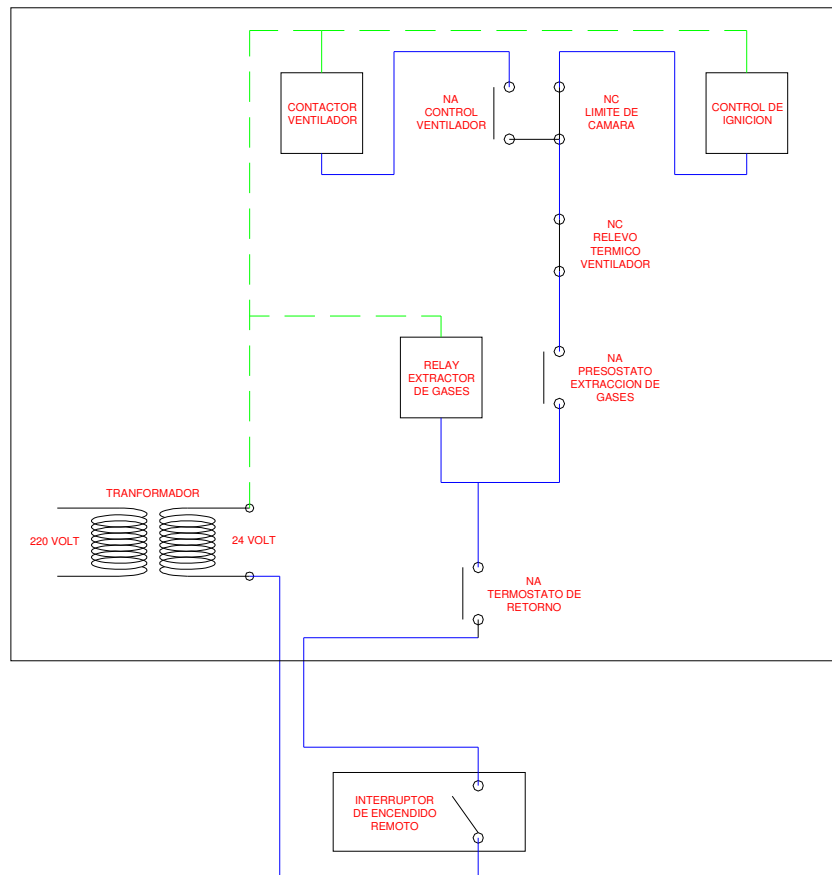 CONTACTOR
VENTILADOR
NA
CONTROL
VENTILADOR
NC
LIMITE DE
CAMARA
CONTROL DE
IGNICION
NC
RELEVO
TERMICO
VENTILADOR
RELAY
EXTRACTOR
DE GASES
NA
PRESOSTATO
EXTRACCION DE
GASES
TRANFORMADOR
220 VOLT
24 VOLT
NA
TERMOSTATO DE
RETORNO
INTERRUPTOR
DE ENCENDIDO
REMOTO